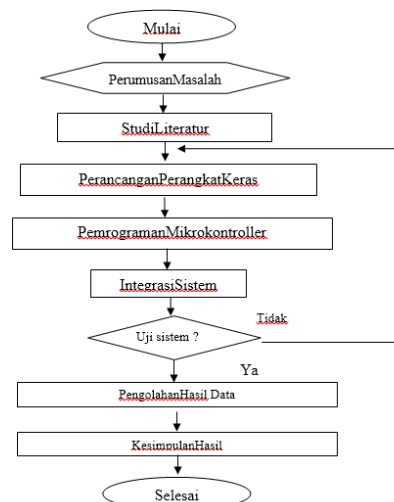 Mulai
PerumusanMasalah
StudiLiteratur
PerancanganPerangkatKeras
PemrogramanMikrokontroller
IntegrasiSistem
Uji sistem ?
Tidak
Ya
PengolahanHasil Data
KesimpulanHasil
Selesai